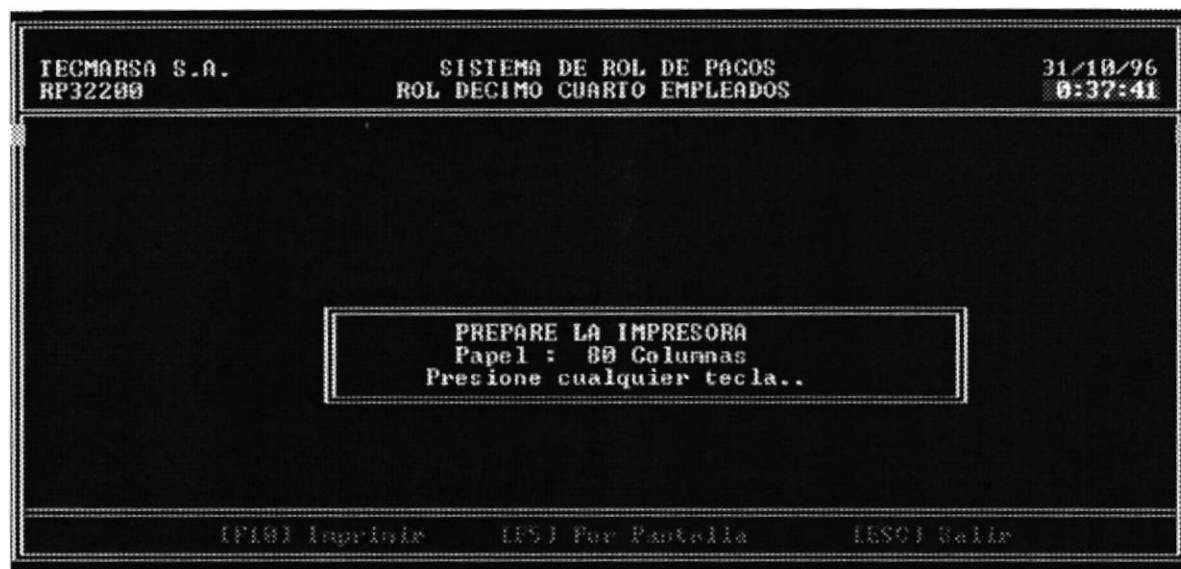 TECMARSA S.A. SISTEMA DE ROL DE PAGOS 31/10/96
RP32200 ROL DECIMO CUARTO EMPLEADOS 0:37:41
PREPARE LA IMPRESORA
Papel : 80 Columnas
Presione cualquier tecla..
[F10] Imprimir [F5] Por Pantalla [ESC] Salir